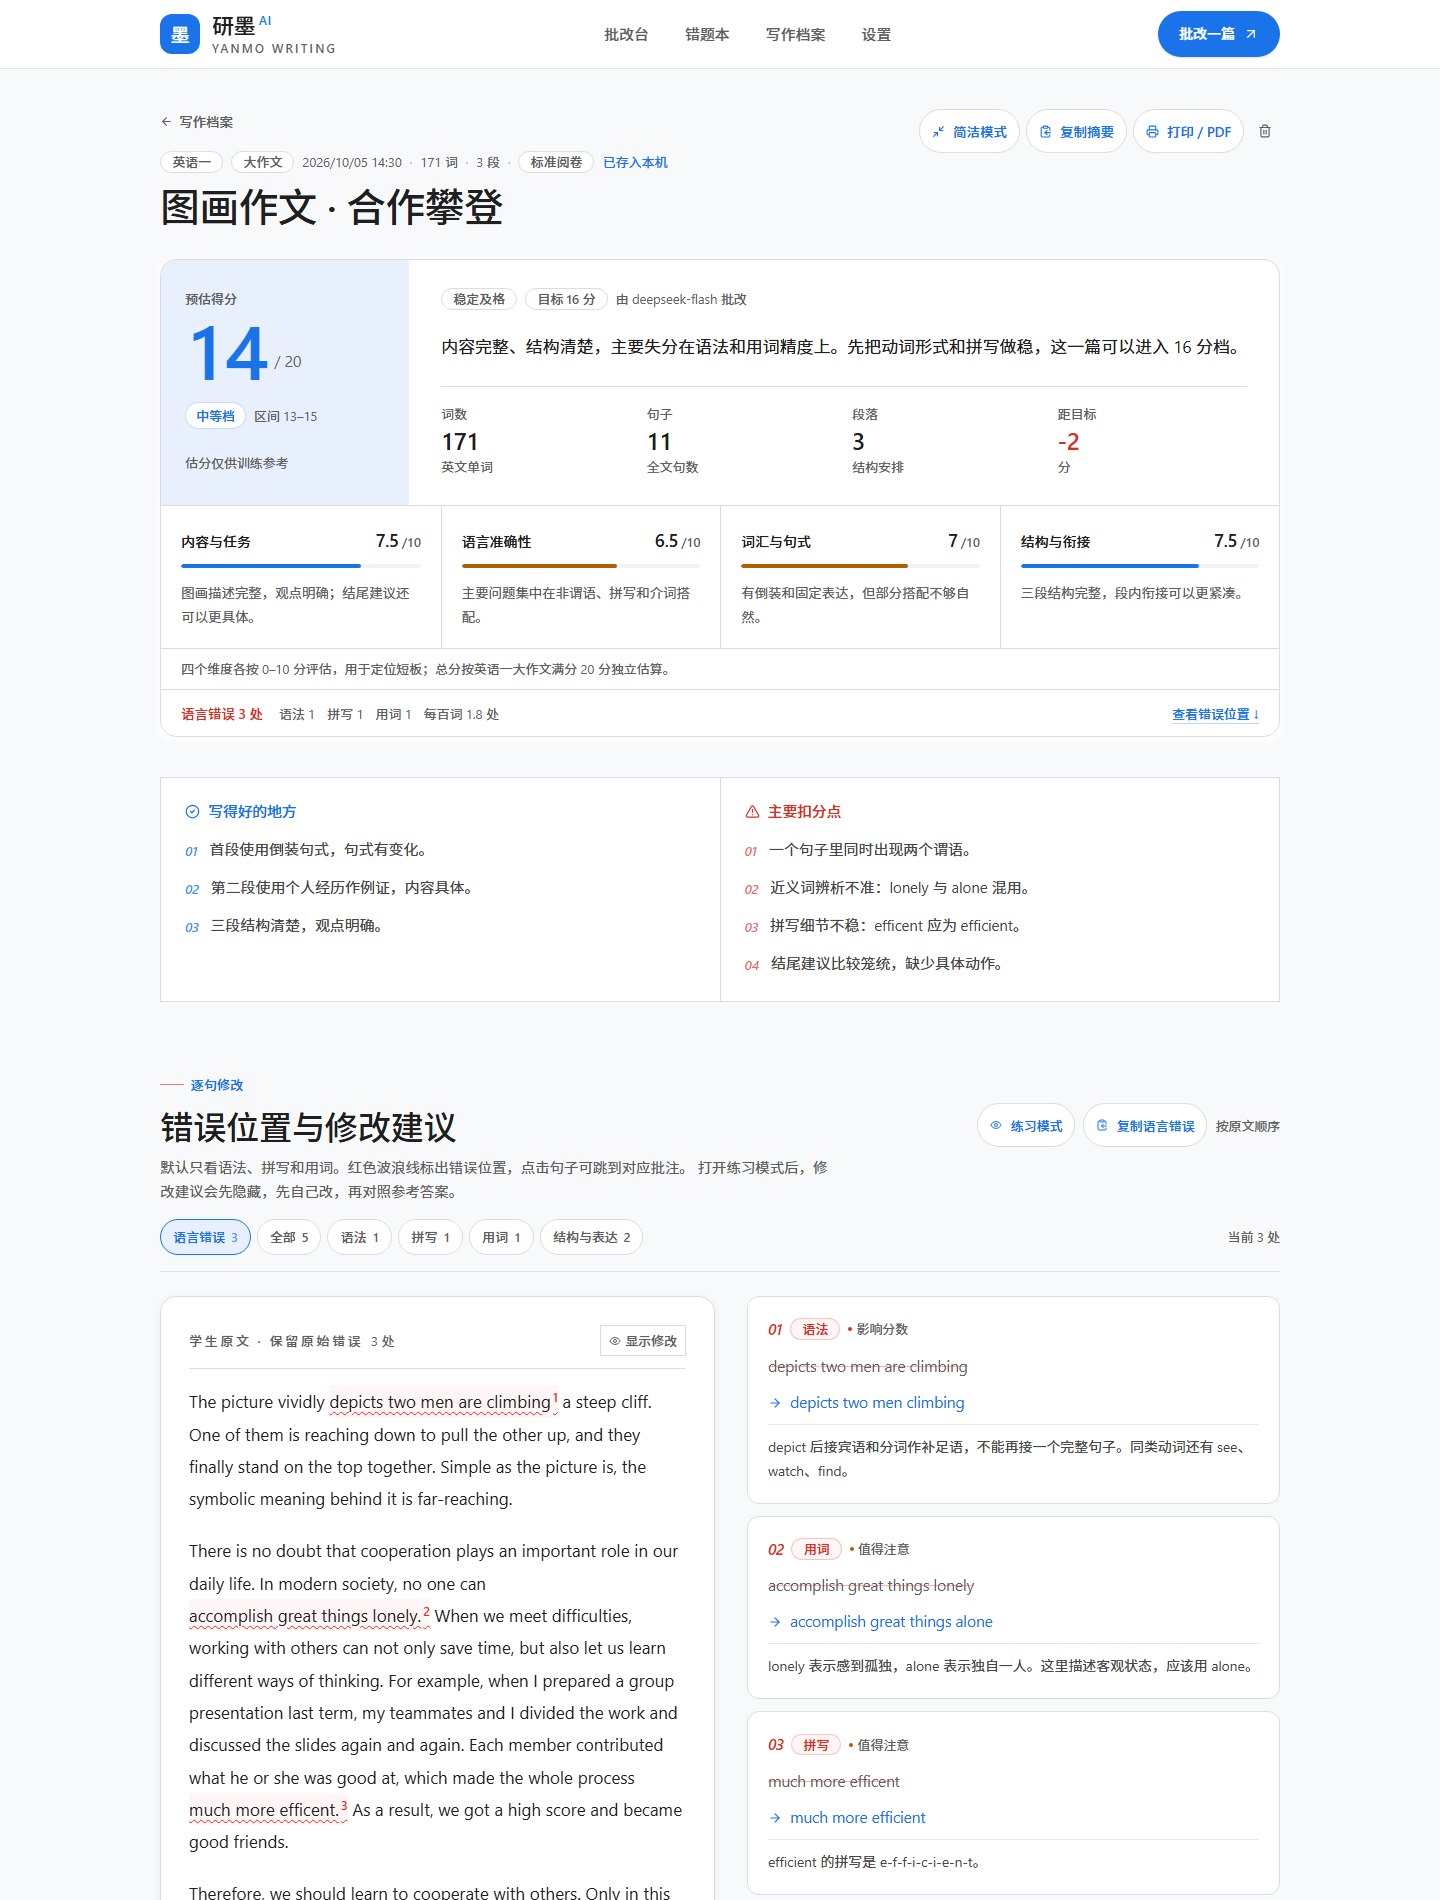 墨 研墨 AI
YANMO WRITING
批改台 错题本 写作档案 设置
批改一篇
写作档案
简洁模式 复制摘要 打印 / PDF
英语一 大作文 2026/10/05 14:30 · 171 词 · 3 段 · 标准阅卷 已存入本机
图画作文 · 合作攀登
预估得分
14 / 20
中等档 区间 13–15
估分仅供训练参考
稳定及格 目标 16 分 由 deepseek-flash 批改
内容完整、结构清楚，主要失分在语法和用词精度上。先把动词形式和拼写做稳，这一篇可以进入 16 分档。
词数 句子 段落 距目标
171 11 3 -2
英文单词 全文句数 结构安排 分
内容与任务 7.5 /10
图画描述完整，观点明确；结尾建议还
可以更具体。
语言准确性 6.5 /10
主要问题集中在非谓语、拼写和介词搭
配。
词汇与句式 7 /10
有倒装和固定表达，但部分搭配不够自
然。
结构与衔接 7.5 /10
三段结构完整，段内衔接可以更紧凑。
四个维度各按 0–10 分评估，用于定位短板；总分按英语一大作文满分 20 分独立估算。
语言错误 3 处 语法 1 拼写 1 用词 1 每百词 1.8 处 查看错误位置 ↓
写得好的地方
01 首段使用倒装句式，句式有变化。
02 第二段使用个人经历作例证，内容具体。
03 三段结构清楚，观点明确。
主要扣分点
01 一个句子里同时出现两个谓语。
02 近义词辨析不准：lonely 与 alone 混用。
03 拼写细节不稳：efficent 应为 efficient。
04 结尾建议比较笼统，缺少具体动作。
逐句修改
错误位置与修改建议
练习模式 复制语言错误 按原文顺序
默认只看语法、拼写和用词。红色波浪线标出错误位置，点击句子可跳到对应批注。 打开练习模式后，修
改建议会先隐藏，先自己改，再对照参考答案。
语言错误 3 全部 5 语法 1 拼写 1 用词 1 结构与表达 2 当前 3 处
学生原文 · 保留原始错误 3 处 显示修改
The picture vividly depicts two men are climbing1 a steep cliff.
One of them is reaching down to pull the other up, and they
finally stand on the top together. Simple as the picture is, the
symbolic meaning behind it is far-reaching.
There is no doubt that cooperation plays an important role in our
daily life. In modern society, no one can
accomplish great things lonely.2 When we meet difficulties,
working with others can not only save time, but also let us learn
different ways of thinking. For example, when I prepared a group
presentation last term, my teammates and I divided the work and
discussed the slides again and again. Each member contributed
what he or she was good at, which made the whole process
much more efficent.3 As a result, we got a high score and became
good friends.
Therefore, we should learn to cooperate with others. Only in this
01 语法 • 影响分数
depicts two men are climbing
→ depicts two men climbing
depict 后接宾语和分词作补足语，不能再接一个完整句子。同类动词还有 see、
watch、find。
02 用词 • 值得注意
accomplish great things lonely
→ accomplish great things alone
lonely 表示感到孤独，alone 表示独自一人。这里描述客观状态，应该用 alone。
03 拼写 • 值得注意
much more efficent
→ much more efficient
efficient 的拼写是 e-f-f-i-c-i-e-n-t。